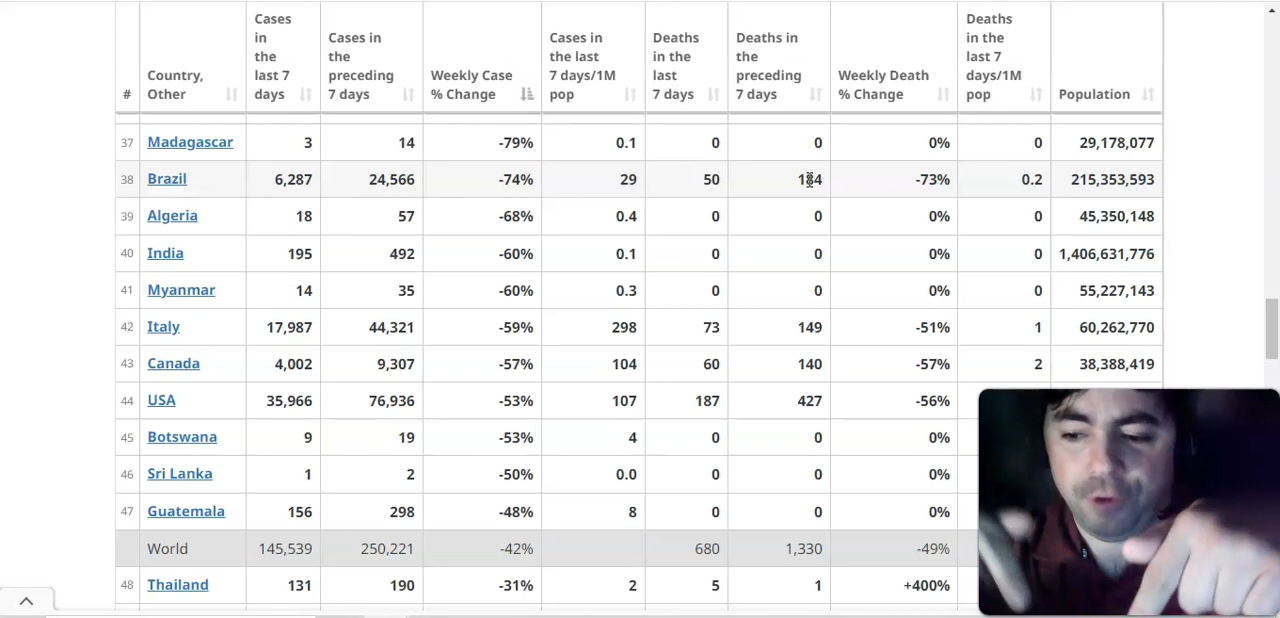 #
Country,
Other
Cases
in
the
last 7
days
Cases in
the
preceding
7 days
Weekly Case
% Change
Cases in
the last
7 days/1M
pop
Deaths
in the
last
7 days
Deaths in
the
preceding
7 days
Weekly Death
% Change
Deaths
in the
last 7
days/1M
pop
Population
37 Madagascar 3 14 -79% 0.1 0 0 0% 0 29,178,077
38 Brazil 6,287 24,566 -74% 29 50 184 -73% 0.2 215,353,593
39 Algeria 18 57 -68% 0.4 0 0 0% 0 45,350,148
40 India 195 492 -60% 0.1 0 0 0% 0 1,406,631,776
41 Myanmar 14 35 -60% 0.3 0 0 0% 0 55,227,143
42 Italy 17,987 44,321 -59% 298 73 149 -51% 1 60,262,770
43 Canada 4,002 9,307 -57% 104 60 140 -57% 2 38,388,419
44 USA 35,966 76,936 -53% 107 187 427 -56%
45 Botswana 9 19 -53% 4 0 0 0%
46 Sri Lanka 1 2 -50% 0.0 0 0 0%
47 Guatemala 156 298 -48% 8 0 0 0%
World 145,539 250,221 -42% 680 1,330 -49%
48 Thailand 131 190 -31% 2 5 1 +400%